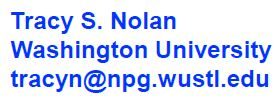 Tracy S. Nolan
Washington University
tracyn@npg.wustl.edu